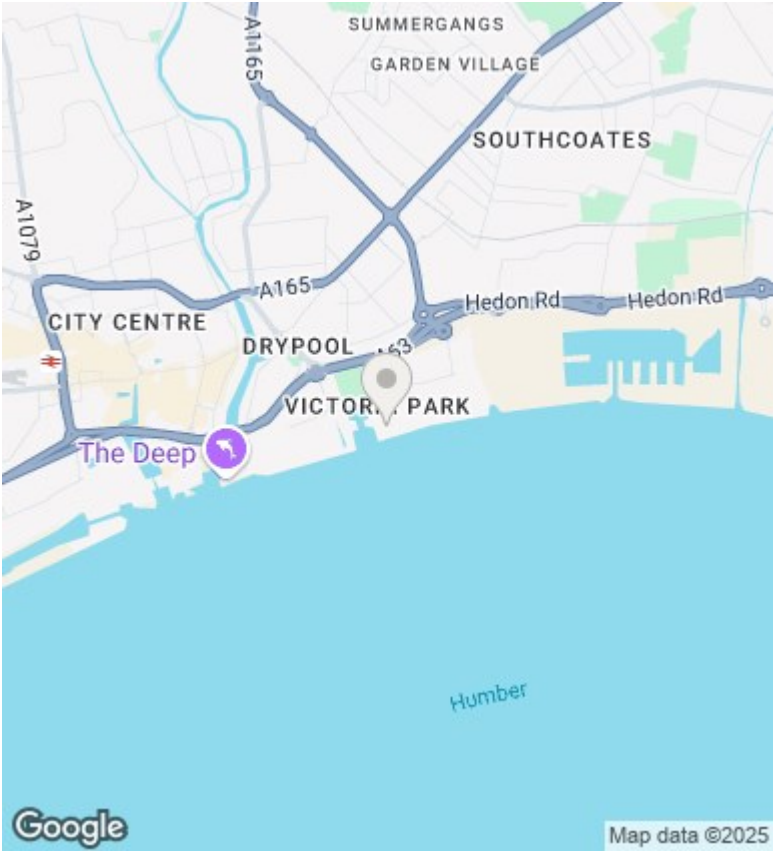 SUMMERGANGS
A1165
GARDEN VILLAGE
SOUTHCOATES
A1079
A165
Hedon Rd
Hedon Rd
CITY CENTRE
DRYPOOL
A63
VICTORIA PARK
The Deep
Humber
Google
Map data ©2025